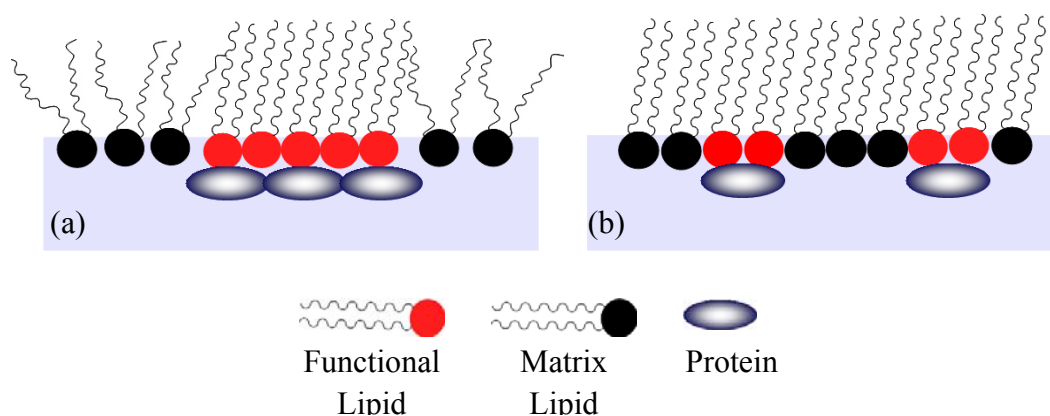 (a)
(b)
Functional
Lipid
Matrix
Lipid
Protein